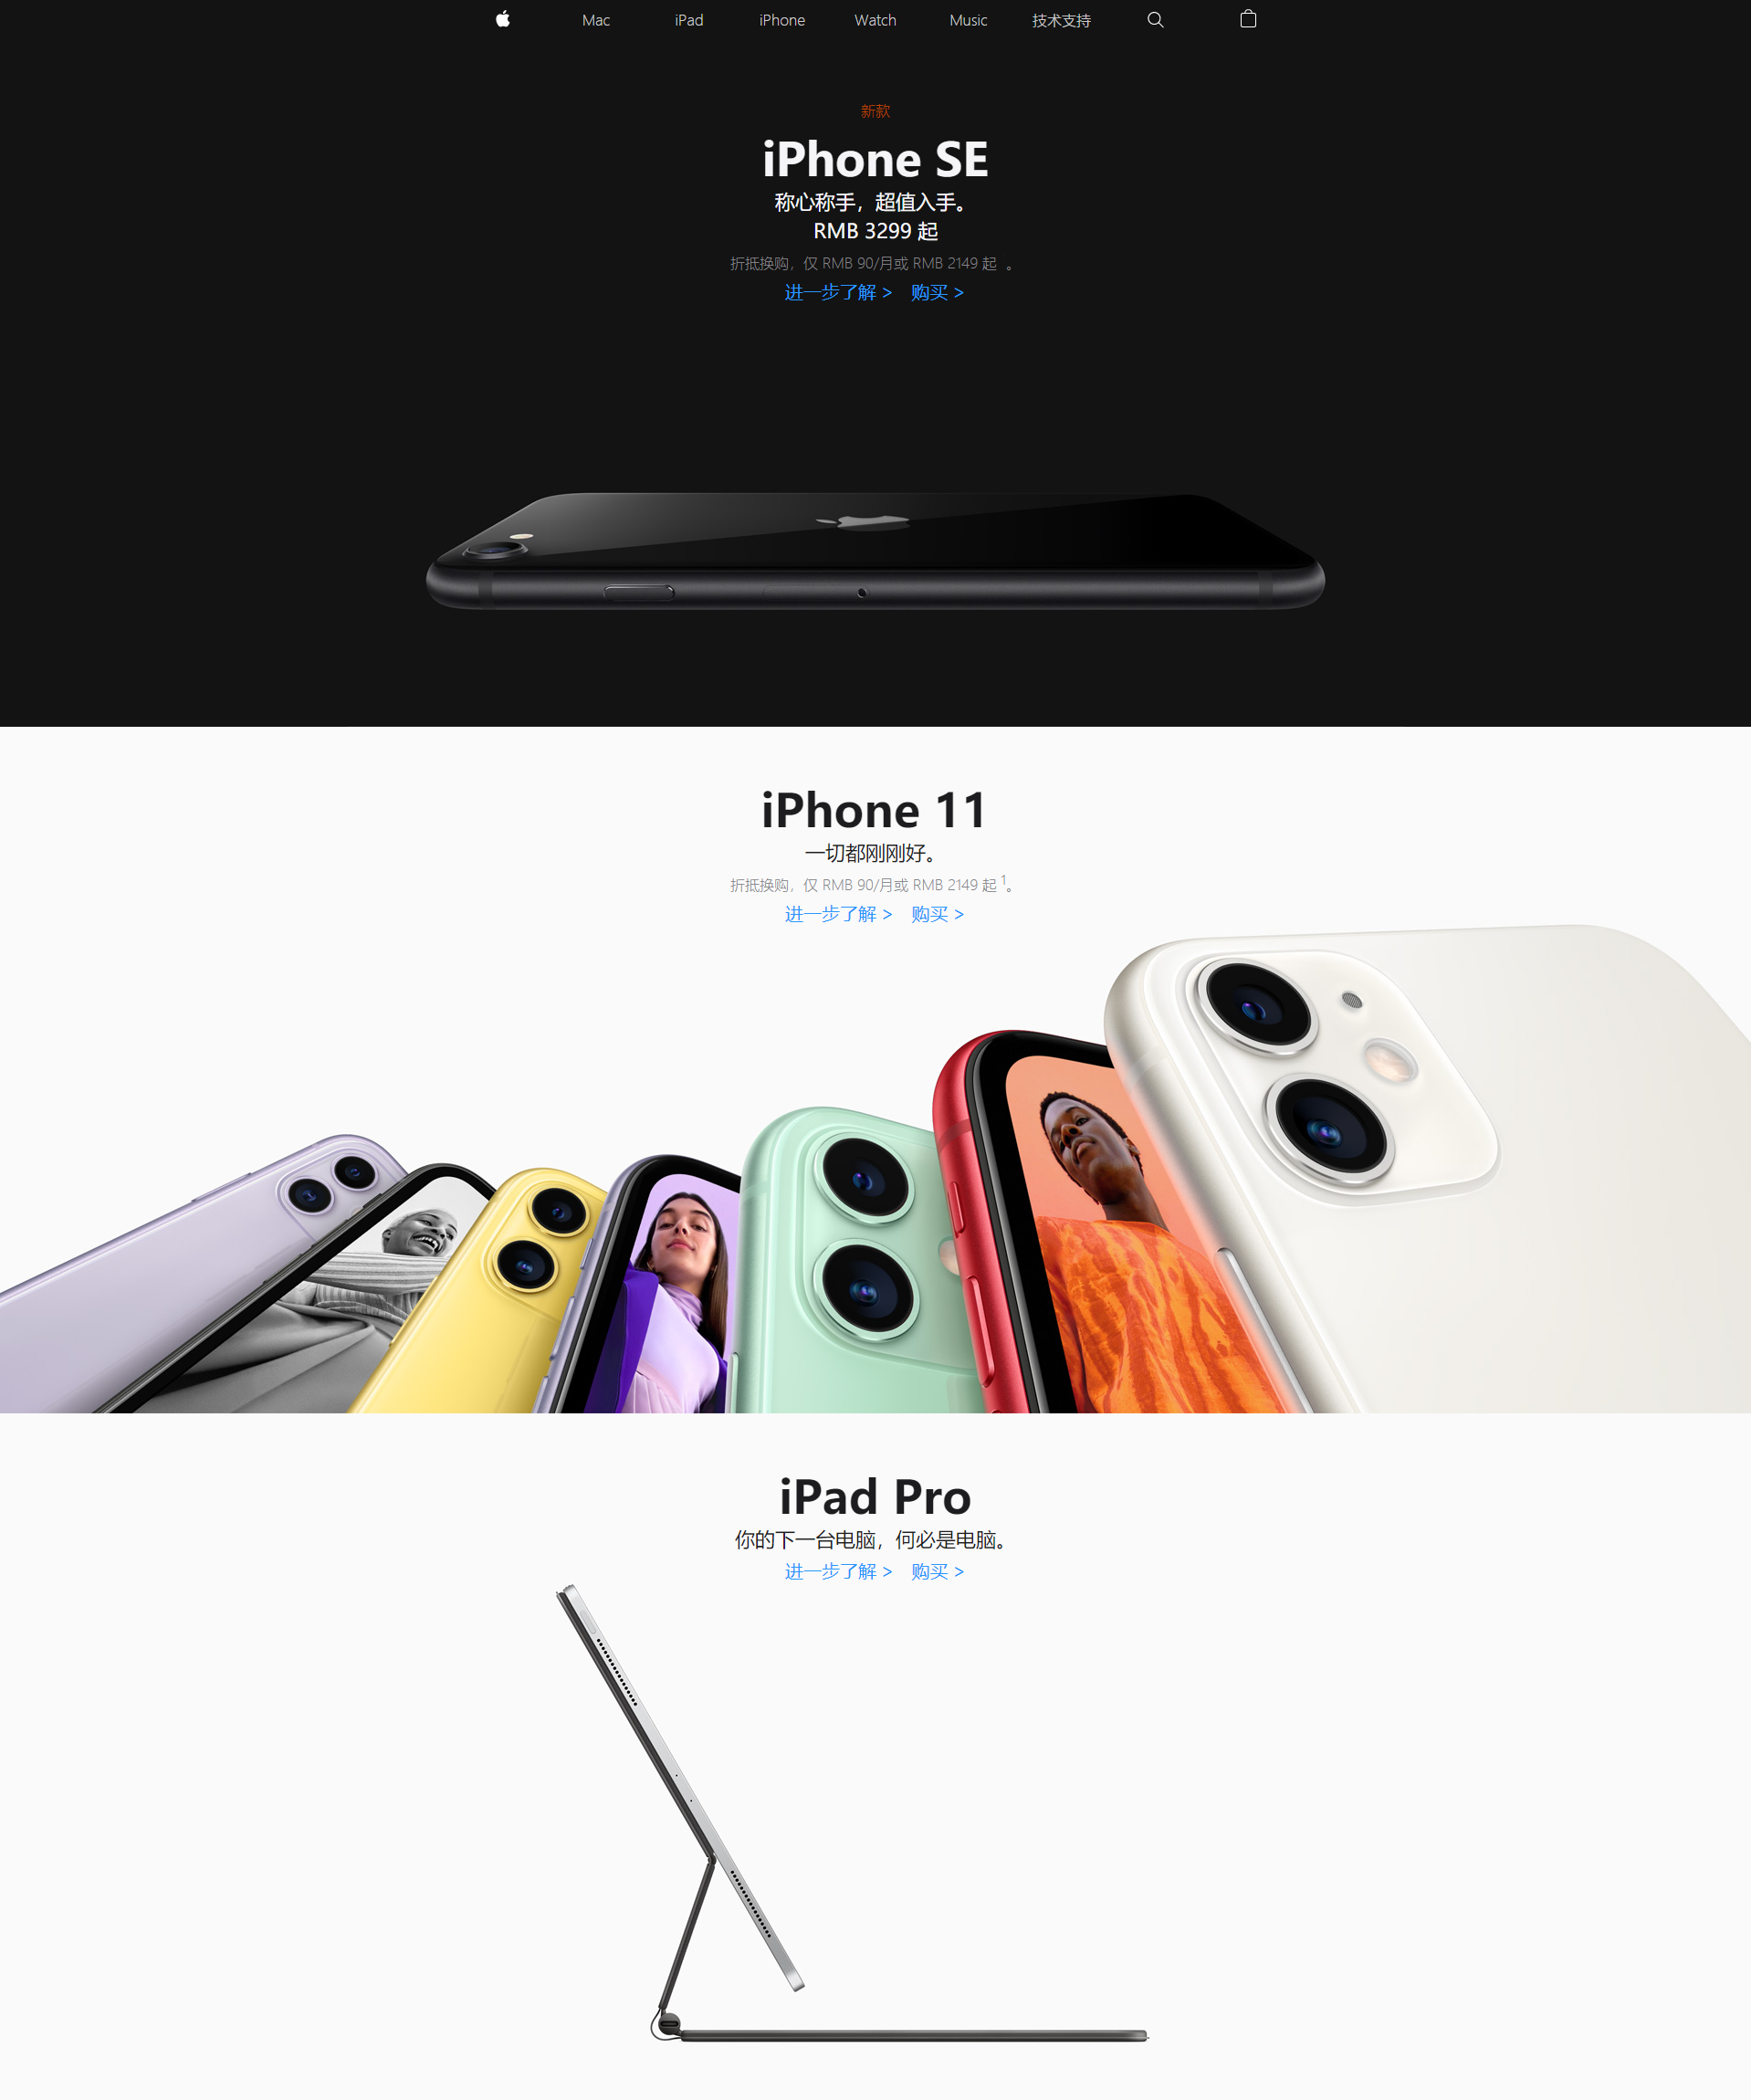 Mac iPad iPhone Watch Music 技术支持
新款
iPhone SE
称心称手，超值入手。
RMB 3299 起
折抵换购，仅 RMB 90/月或 RMB 2149 起 。
进一步了解 > 购买 >
iPhone 11
一切都刚刚好。
折抵换购，仅 RMB 90/月或 RMB 2149 起 1。
进一步了解 > 购买 >
iPad Pro
你的下一台电脑，何必是电脑。
进一步了解 > 购买 >